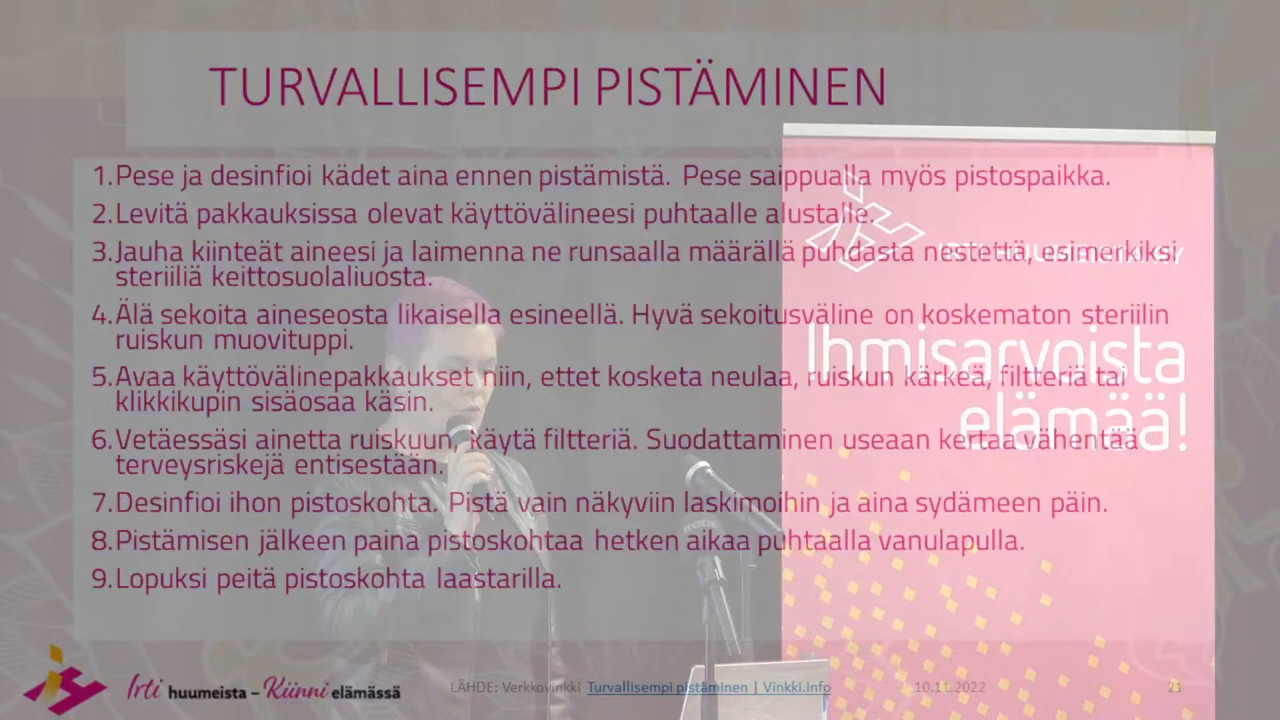 TURVALLISEMPI PISTÄMINEN
1. Pese ja desinfioi kädet aina ennen pistämistä. Pese saippualla myös pistospaikka.
2. Levitä pakkauksissa olevat käyttövälineesi puhtaalle alustalle.
3. Jauha kiinteät aineesi ja laimenna ne runsaalla määrällä puhdasta nestettä, esimerkiksi
steriiliä keittosuolaliuosta.
4. Älä sekoita aineseosta likaisella esineellä. Hyvä sekoitusväline on koskematon steriilin
ruiskun muovituppi.
5. Avaa käyttövälinepakkaukset niin, ettet kosketa neulaa, ruiskun kärkeä, filtteriä tai
klikkikupin sisäosaa käsin.
6. Vetäessäsi ainetta ruiskuun, käytä filtteriä. Suodattaminen useaan kertaa vähentää
terveysriskejä entisestään.
7. Desinfioi ihon pistoskohta. Pistä vain näkyviin laskimoihin ja aina sydämeen päin.
8. Pistämisen jälkeen paina pistoskohtaa hetken aikaa puhtaalla vanulapulla.
9. Lopuksi peitä pistoskohta laastarilla.
Ihmisarvoista
elämää!
Irti huumeista – Kiinni elämässä
LÄHDE: Verkkovinkki Turvallisempi pistäminen | Vinkki.info
10.11.2022
21